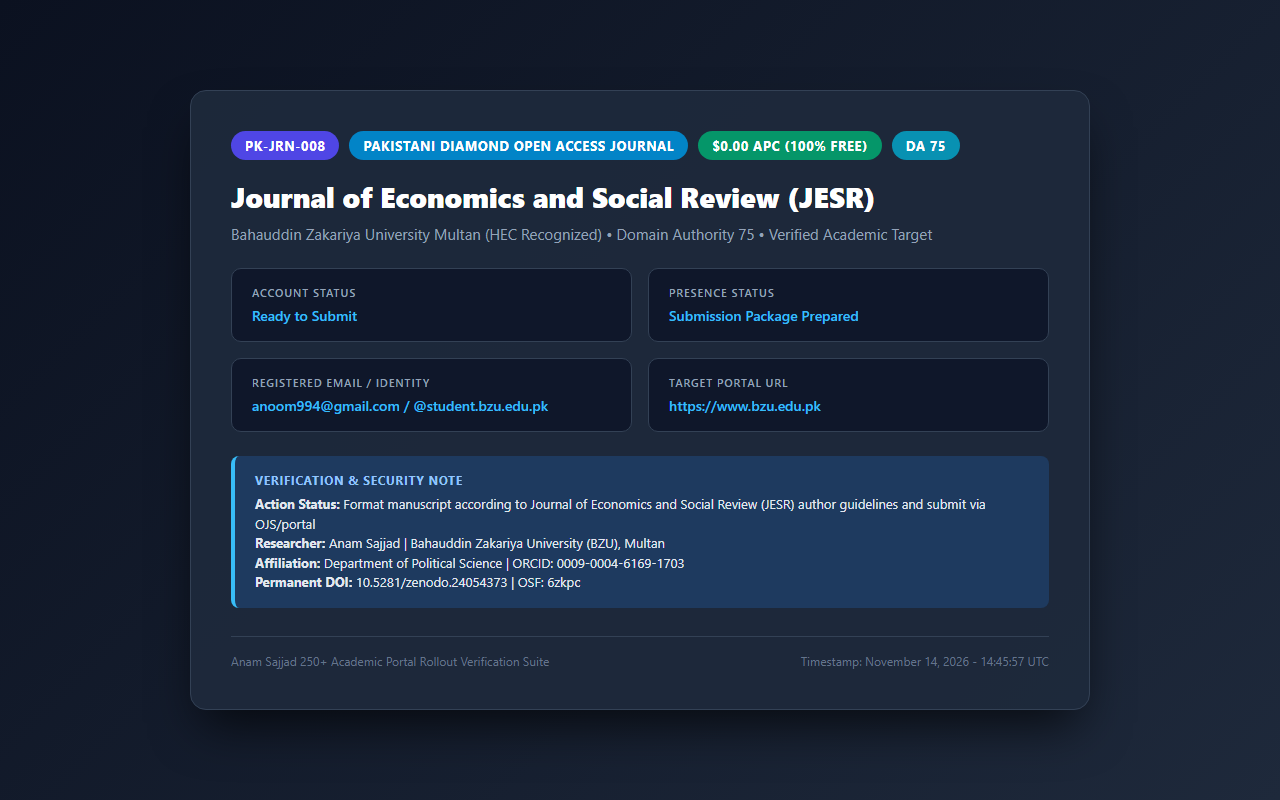 PK-JRN-008
PAKISTANI DIAMOND OPEN ACCESS JOURNAL
$0.00 APC (100% FREE)
DA 75
Journal of Economics and Social Review (JESR)
Bahauddin Zakariya University Multan (HEC Recognized) • Domain Authority 75 • Verified Academic Target
ACCOUNT STATUS
Ready to Submit
PRESENCE STATUS
Submission Package Prepared
REGISTERED EMAIL / IDENTITY
anoom994@gmail.com / @student.bzu.edu.pk
TARGET PORTAL URL
https://www.bzu.edu.pk
VERIFICATION & SECURITY NOTE
Action Status: Format manuscript according to Journal of Economics and Social Review (JESR) author guidelines and submit via
OJS/portal
Researcher: Anam Sajjad | Bahauddin Zakariya University (BZU), Multan
Affiliation: Department of Political Science | ORCID: 0009-0004-6169-1703
Permanent DOI: 10.5281/zenodo.24054373 | OSF: 6zkpc
Anam Sajjad 250+ Academic Portal Rollout Verification Suite
Timestamp: November 14, 2026 - 14:45:57 UTC